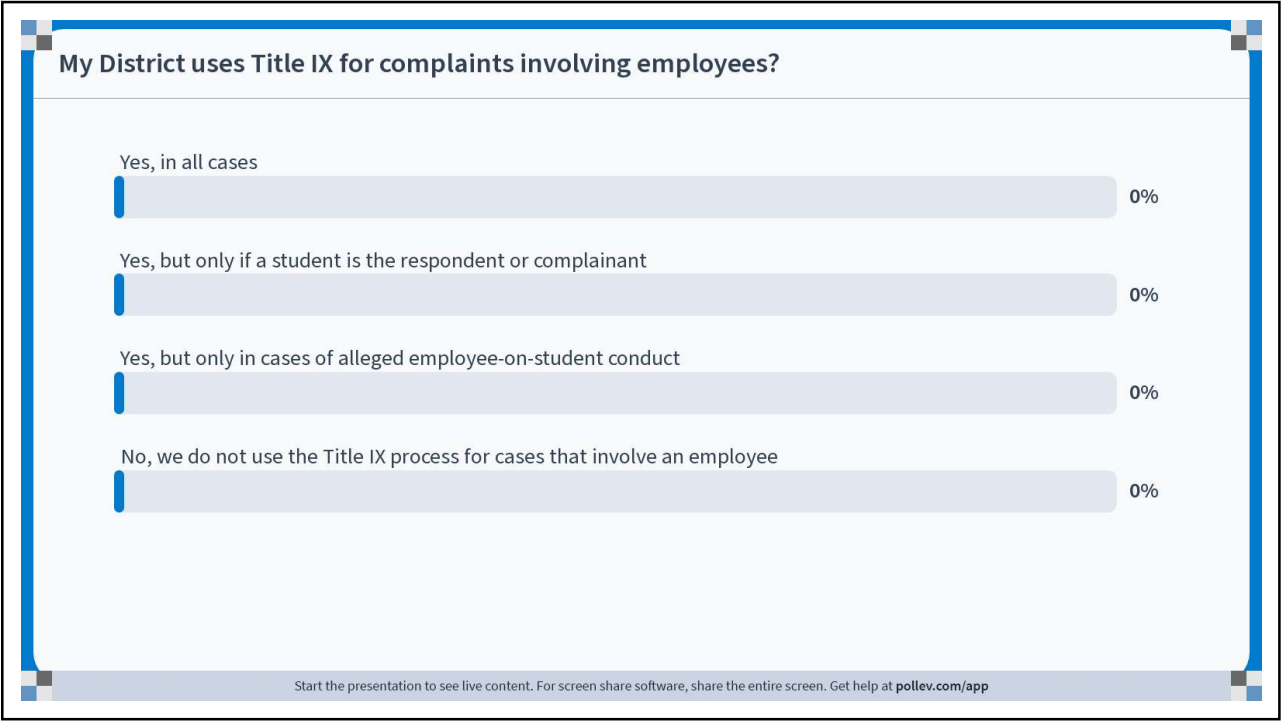 My District uses Title IX for complaints involving employees?
Yes, in all cases
0%
Yes, but only if a student is the respondent or complainant
0%
Yes, but only in cases of alleged employee-on-student conduct
0%
No, we do not use the Title IX process for cases that involve an employee
0%
Start the presentation to see live content. For screen share software, share the entire screen. Get help at pollev.com/app